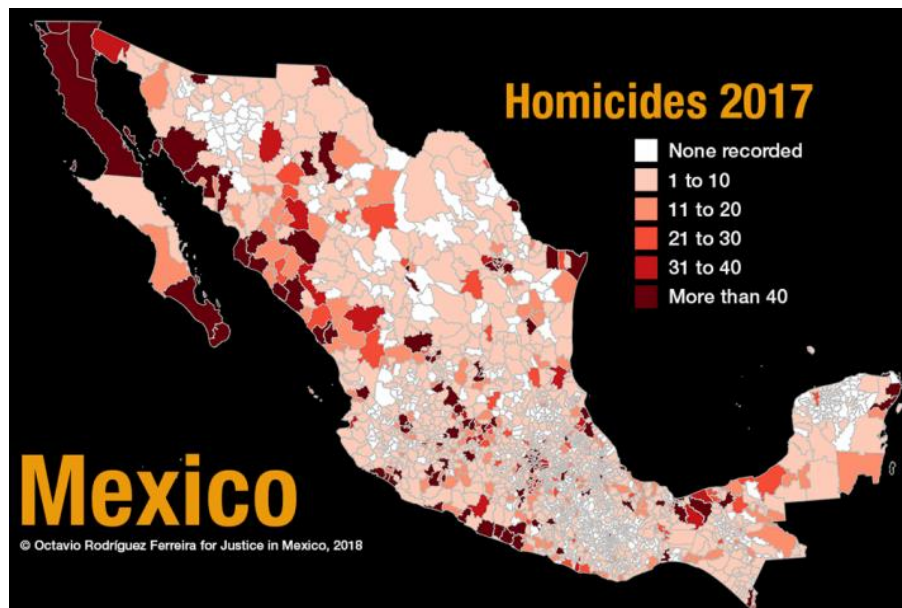 Homicides 2017
None recorded
1 to 10
11 to 20
21 to 30
31 to 40
More than 40
Mexico
© Octavio Rodríguez Ferreira for Justice in Mexico, 2018